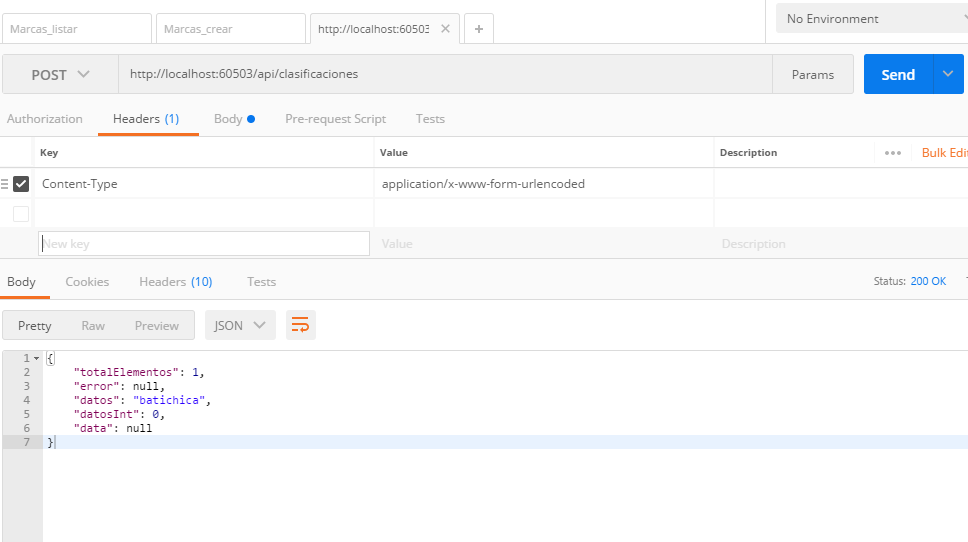 Marcas_listar
Marcas_crear
http://localhost:6050
No Environment
POST
http://localhost:60503/api/clasificaciones
Params
Send
Authorization
Headers (1)
Body
Pre-request Script
Tests
Key
Value
Description
Bulk Edit
Content-Type
application/x-www-form-urlencoded
New key
Value
Description
Body
Cookies
Headers (10)
Tests
Status: 200 OK
Pretty
Raw
Preview
JSON
1 {
2 "totalElementos": 1,
3 "error": null,
4 "datos": "batichica",
5 "datosInt": 0,
6 "data": null
7 }